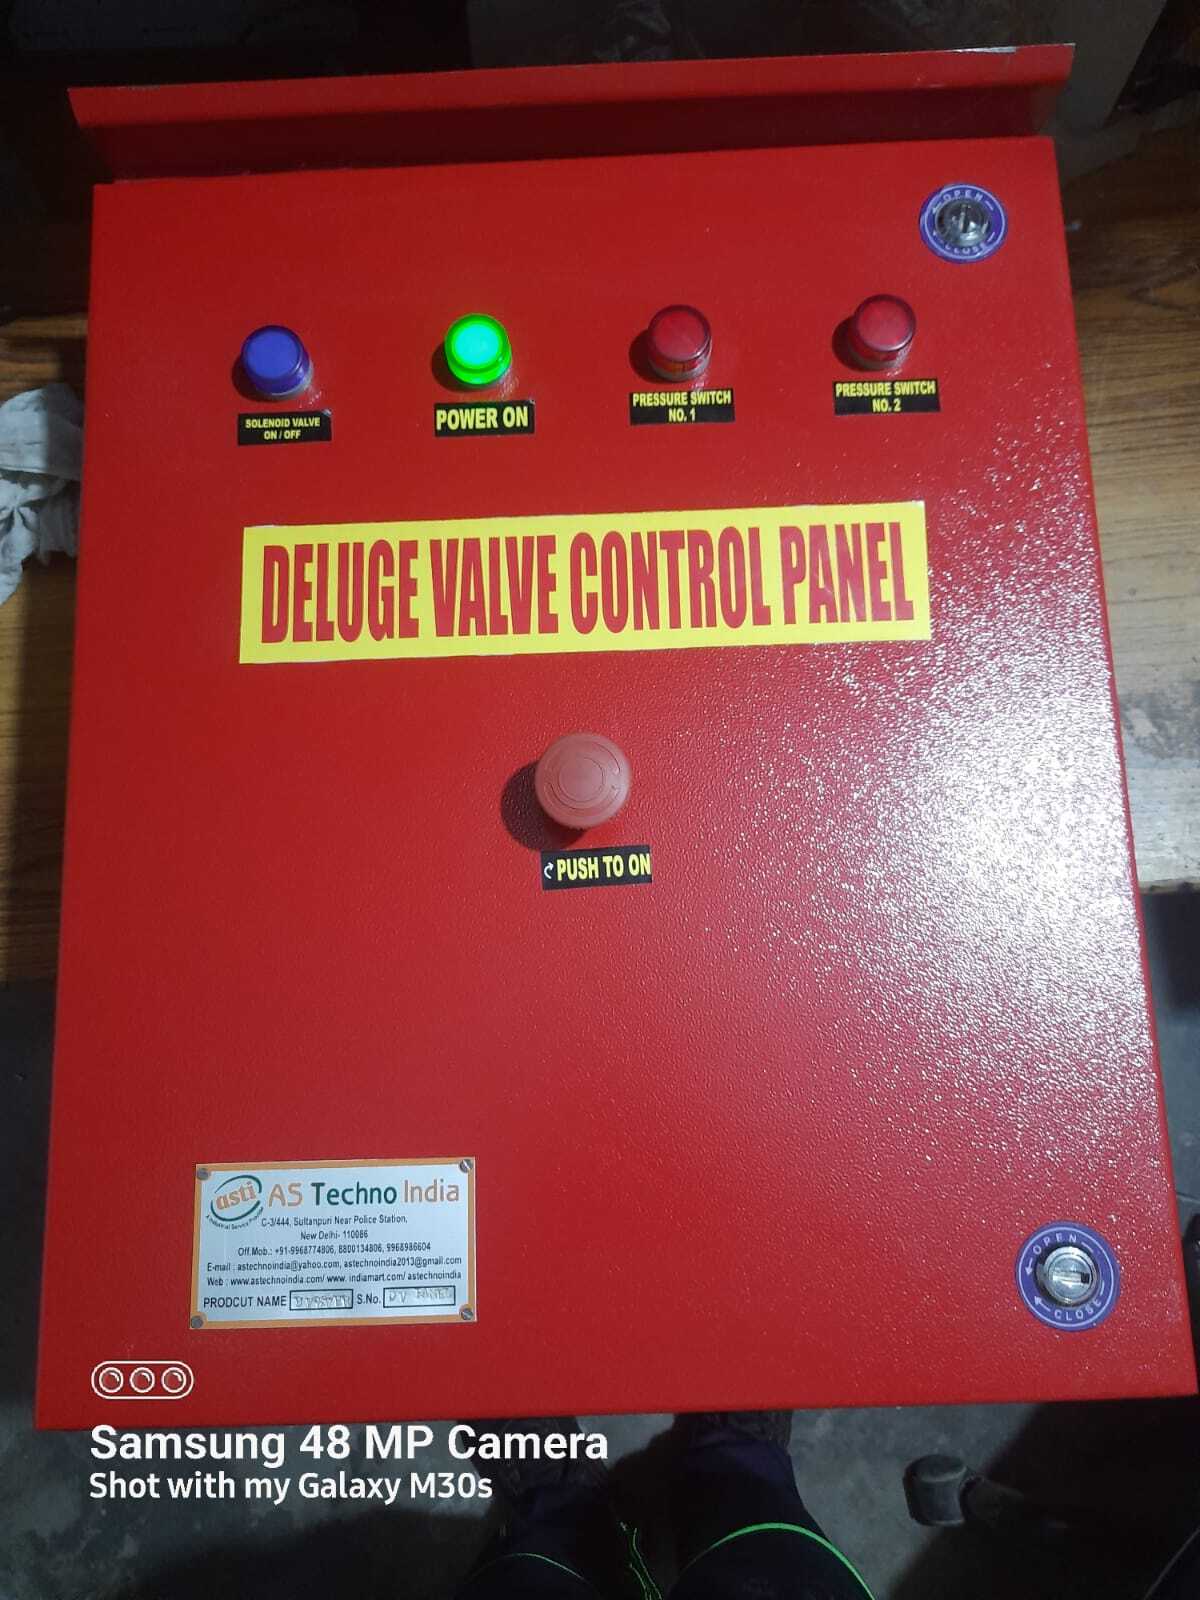 OPEN
CLOSE
SOLENOID VALVE
ON / OFF
POWER ON
PRESSURE SWITCH
NO. 1
PRESSURE SWITCH
NO. 2
DELUGE VALVE CONTROL PANEL
PUSH TO ON
asti AS Techno India
C-3/444, Sultanpuri Near Police Station,
New Delhi- 110086
Off.Mob.: +91-9968774806, 8800134806, 9968986604
E-mail : astechnoindia@yahoo.com, astechnoindia2013@gmail.com
Web : www.astechnoindia.com/ www. indiamart.com/ astechnoindia
PRODCUT NAME S.No. DV PANEL
OPEN
CLOSE
Samsung 48 MP Camera
Shot with my Galaxy M30s